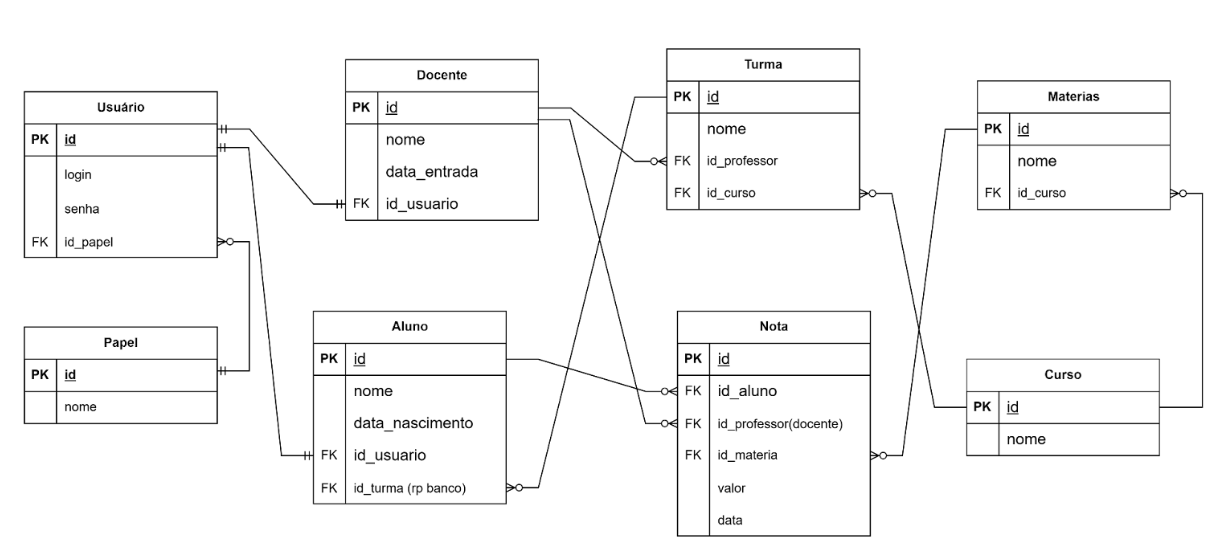 Usuário
PK id
login
senha
FK id_papel
Papel
PK id
nome
Docente
PK id
nome
data_entrada
FK id_usuario
Aluno
PK id
nome
data_nascimento
FK id_usuario
FK id_turma (rp banco)
Turma
PK id
nome
FK id_professor
FK id_curso
Nota
PK id
FK id_aluno
FK id_professor(docente)
FK id_materia
valor
data
Materias
PK id
nome
FK id_curso
Curso
PK id
nome